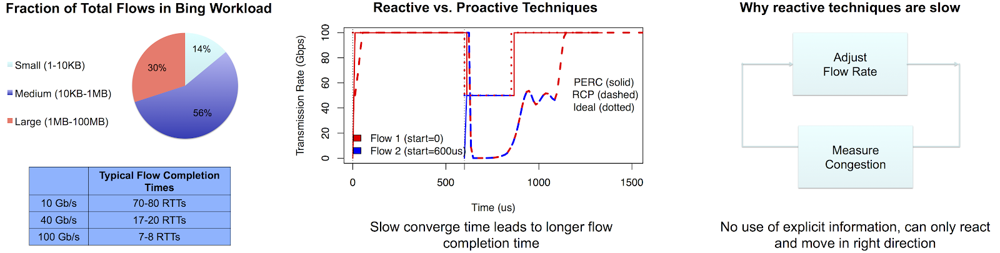 Fraction of Total Flows in Bing Workload
Small (1-10KB)
Medium (10KB-1MB)
Large (1MB-100MB)
14%
30%
56%
Typical Flow Completion
Times
10 Gb/s 70-80 RTTs
40 Gb/s 17-20 RTTs
100 Gb/s 7-8 RTTs
Reactive vs. Proactive Techniques
Transmission Rate (Gbps)
100
80
60
40
20
0
PERC (solid)
RCP (dashed)
Ideal (dotted)
Flow 1 (start=0)
Flow 2 (start=600us)
0 500 1000 1500
Time (us)
Slow converge time leads to longer flow
completion time
Why reactive techniques are slow
Adjust
Flow Rate
Measure
Congestion
No use of explicit information, can only react
and move in right direction